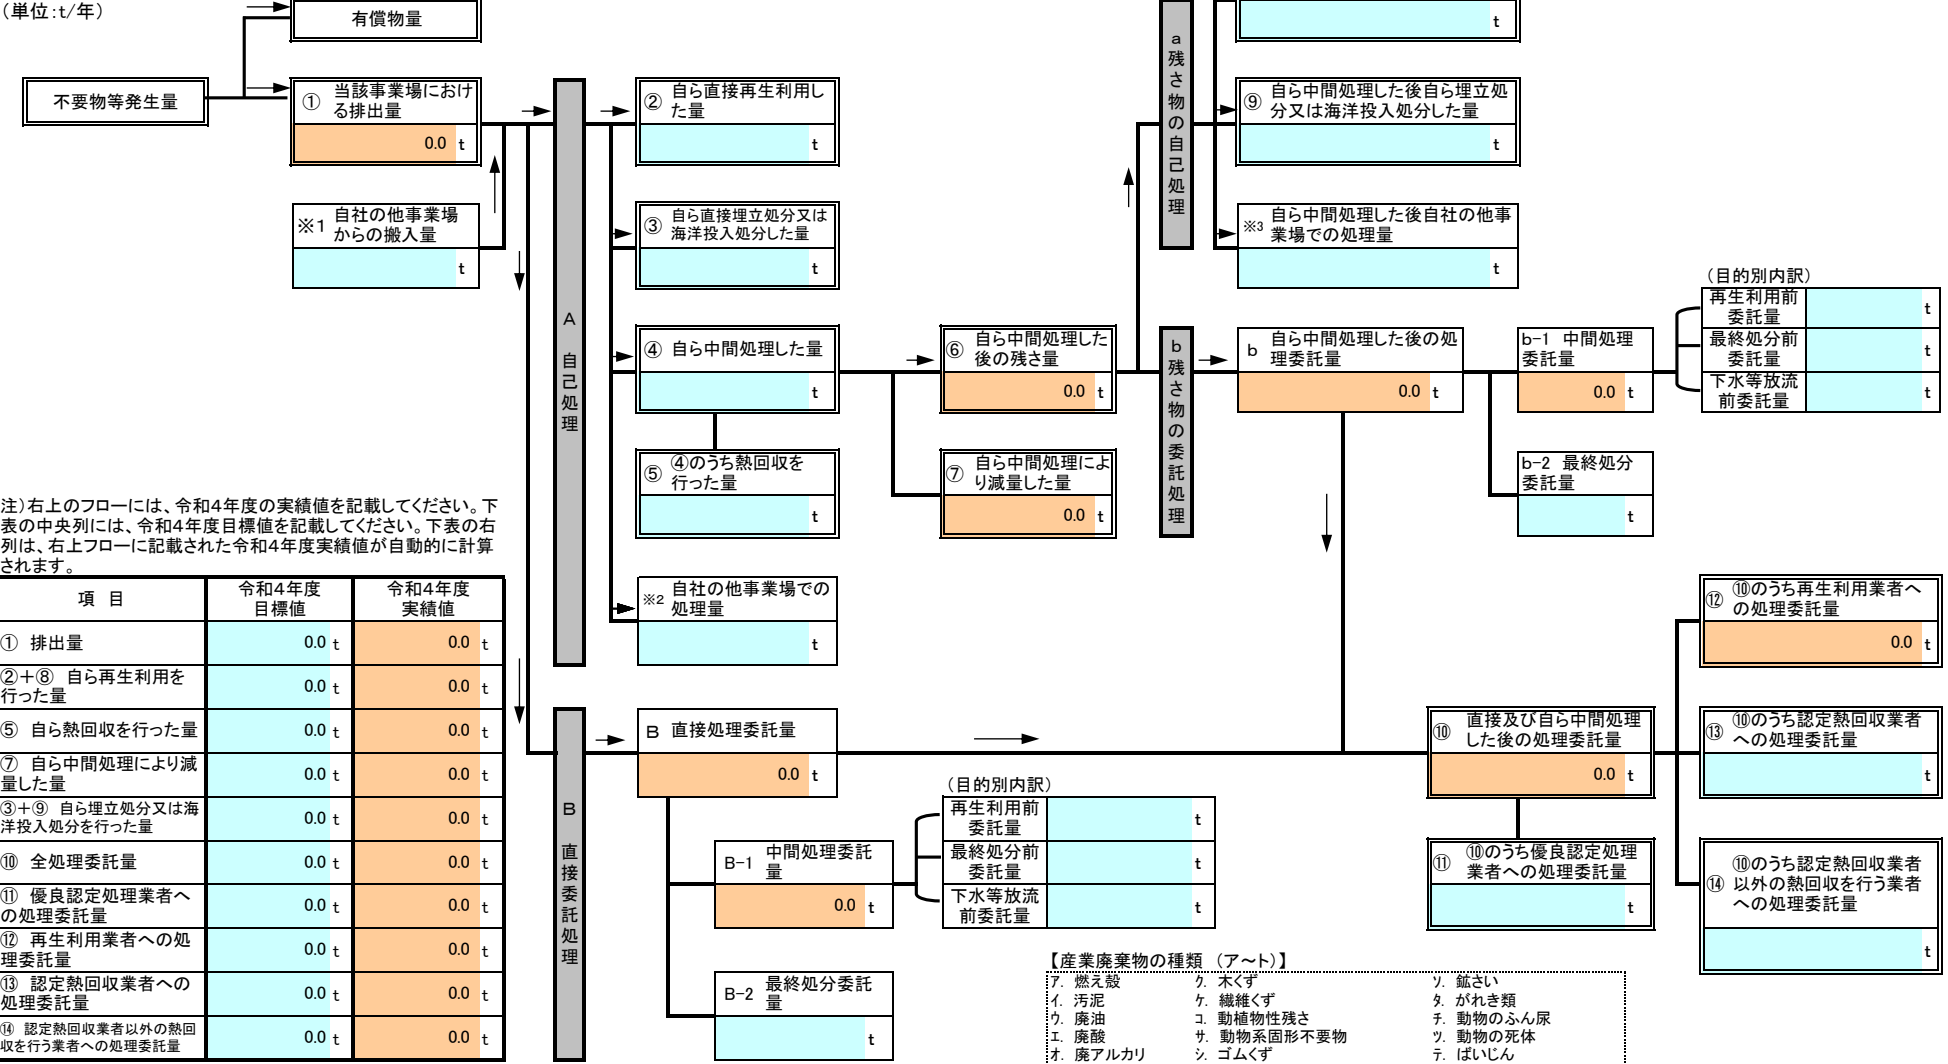 (単位:t/年)
有償物量
不要物等発生量
① 当該事業場におけ
る排出量
0.0 t
※1 自社の他事業場
からの搬入量
t
A 自己処理
② 自ら直接再生利用し
た量
t
③ 自ら直接埋立処分又は
海洋投入処分した量
t
④ 自ら中間処理した量
t
⑤ ④のうち熱回収を
行った量
t
※2 自社の他事業場での
処理量
t
⑥ 自ら中間処理した
後の残さ量
0.0 t
⑦ 自ら中間処理によ
り減量した量
0.0 t
a残さ物の自己処理
t
⑨ 自ら中間処理した後自ら埋立処
分又は海洋投入処分した量
t
※3 自ら中間処理した後自社の他事
業場での処理量
t
b残さ物の委託処理
b 自ら中間処理した後の処
理委託量
0.0 t
b-1 中間処理
委託量
0.0 t
b-2 最終処分
委託量
t
(目的別内訳)
再生利用前
委託量
t
最終処分前
委託量
t
下水等放流
前委託量
t
注)右上のフローには、令和4年度の実績値を記載してください。下
表の中央列には、令和4年度目標値を記載してください。下表の右
列は、右上フローに記載された令和4年度実績値が自動的に計算
されます。
項 目 令和4年度
目標値 令和4年度
実績値
① 排出量 0.0 t 0.0 t
②+⑧ 自ら再生利用を
行った量 0.0 t 0.0 t
⑤ 自ら熱回収を行った量 0.0 t 0.0 t
⑦ 自ら中間処理により減
量した量 0.0 t 0.0 t
③+⑨ 自ら埋立処分又は海
洋投入処分を行った量 0.0 t 0.0 t
⑩ 全処理委託量 0.0 t 0.0 t
⑪ 優良認定処理業者へ
の処理委託量 0.0 t 0.0 t
⑫ 再生利用業者への処
理委託量 0.0 t 0.0 t
⑬ 認定熱回収業者への
処理委託量 0.0 t 0.0 t
⑭ 認定熱回収業者以外の熱回
収を行う業者への処理委託量 0.0 t 0.0 t
B 直接委託処理
B 直接処理委託量
0.0 t
B-1 中間処理委託
量
0.0 t
B-2 最終処分委託
量
t
(目的別内訳)
再生利用前
委託量
t
最終処分前
委託量
t
下水等放流
前委託量
t
⑩ 直接及び自ら中間処理
した後の処理委託量
0.0 t
⑪ ⑩のうち優良認定処理
業者への処理委託量
t
⑫ ⑩のうち再生利用業者へ
の処理委託量
0.0 t
⑬ ⑩のうち認定熱回収業者
への処理委託量
t
⑭ ⑩のうち認定熱回収業者
以外の熱回収を行う業者
への処理委託量
t
【産業廃棄物の種類 (ア~ト)】
ア. 燃え殻 ク. 木くず ソ. 鉱さい
イ. 汚泥 ケ. 繊維くず タ. がれき類
ウ. 廃油 コ. 動植物性残さ チ. 動物のふん尿
エ. 廃酸 サ. 動物系固形不要物 ツ. 動物の死体
オ. 廃アルカリ シ. ゴムくず テ. ばいじん